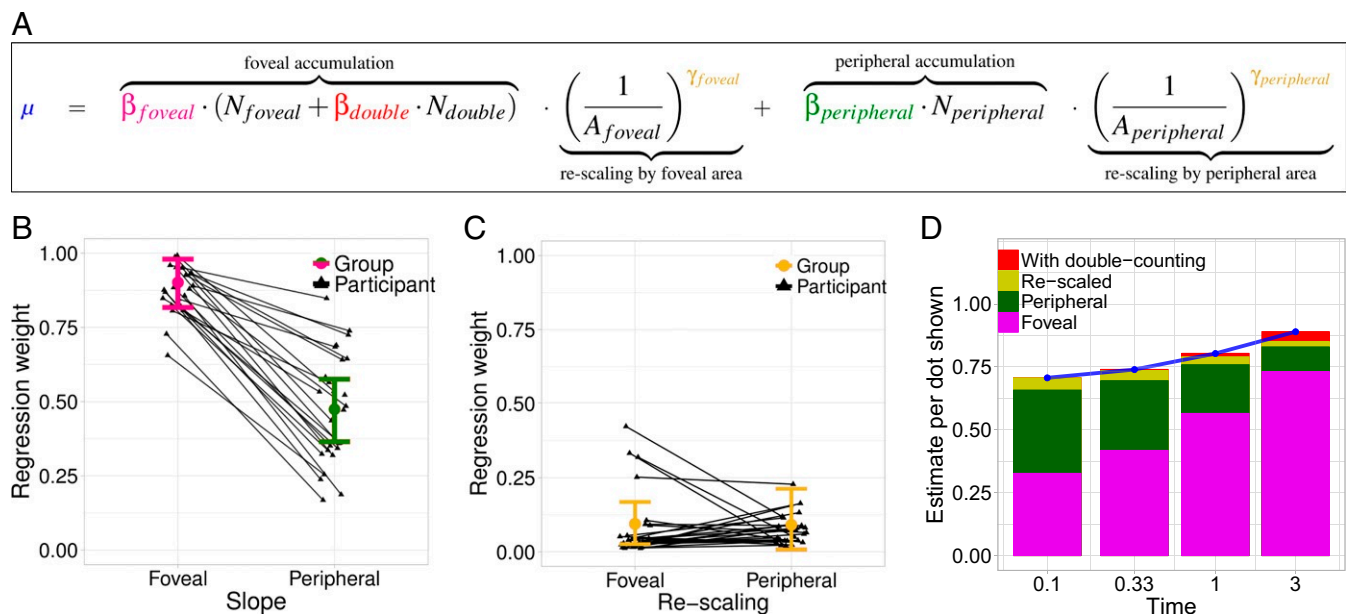 A
foveal accumulation peripheral accumulation
μ = β_foveal · (N_foveal + β_double · N_double) · (1/A_foveal)^γ_foveal + β_peripheral · N_peripheral · (1/A_peripheral)^γ_peripheral
re-scaling by foveal area re-scaling by peripheral area
B
Regression weight
1.00
0.75
0.50
0.25
0.00
Group
Participant
Foveal Peripheral
Slope
C
Regression weight
1.00
0.75
0.50
0.25
0.00
Group
Participant
Foveal Peripheral
Re−scaling
D
Estimate per dot shown
With double−counting
Re−scaled
Peripheral
Foveal
1.00
0.75
0.50
0.25
0.00
0.1 0.33 1 3
Time